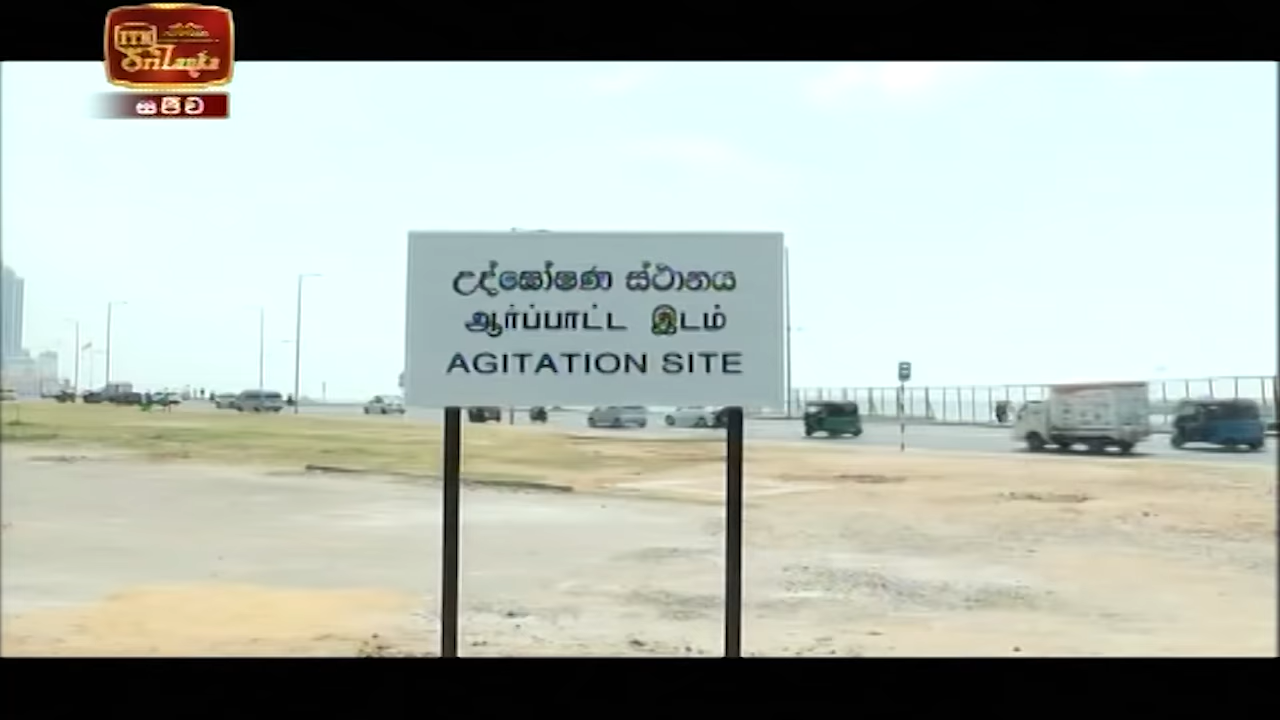 ITN
Sri Lanka
සජීව
උද්ඝෝෂණ ස්ථානය
ஆர்ப்பாட்ட இடம்
AGITATION SITE